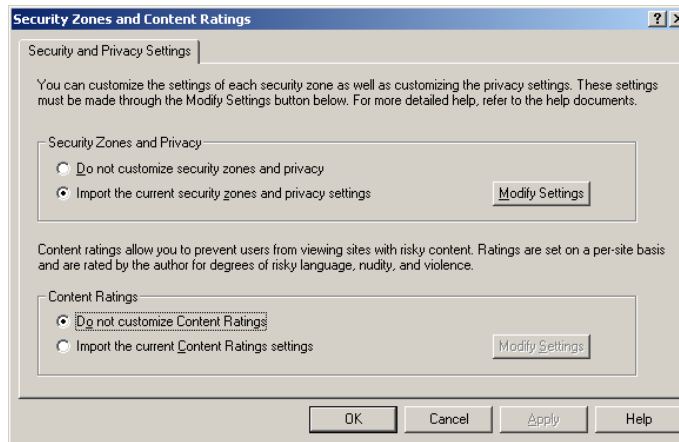 Security Zones and Content Ratings
Security and Privacy Settings
You can customize the settings of each security zone as well as customizing the privacy settings. These settings
must be made through the Modify Settings button below. For more detailed help, refer to the help documents.
Security Zones and Privacy
Do not customize security zones and privacy
Import the current security zones and privacy settings
Modify Settings
Content ratings allow you to prevent users from viewing sites with risky content. Ratings are set on a per-site basis
and are rated by the author for degrees of risky language, nudity, and violence.
Content Ratings
Do not customize Content Ratings
Import the current Content Ratings settings
Modify Settings
OK Cancel Apply Help